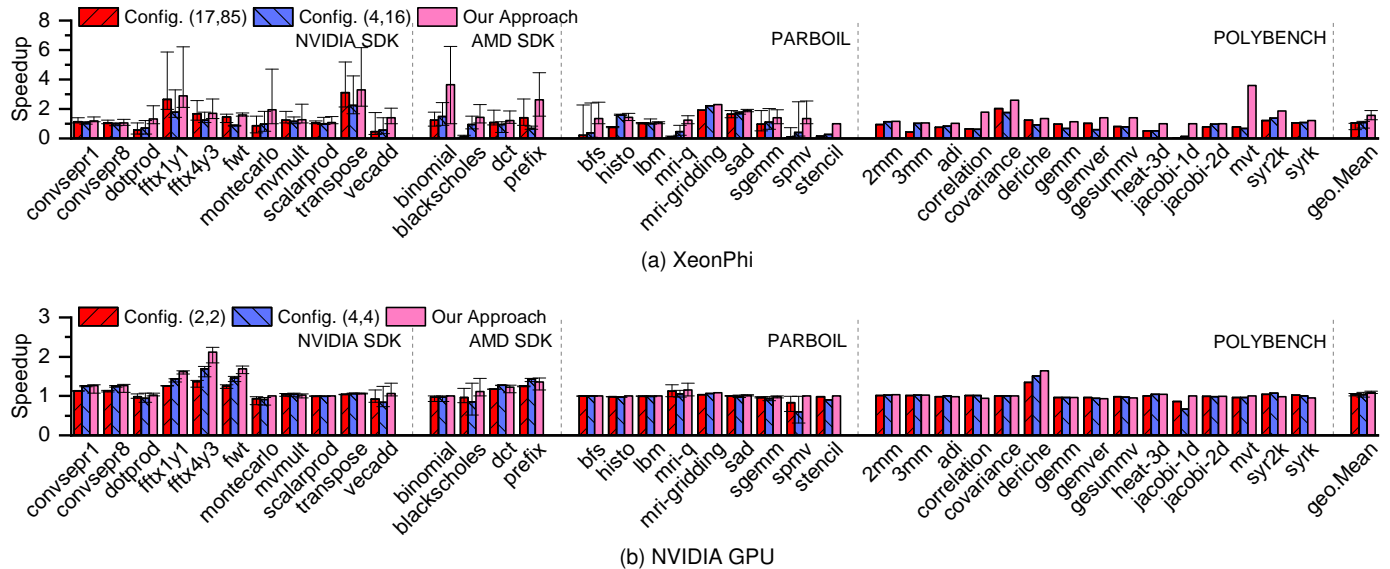 Config. (17,85) Config. (4,16) Our Approach
NVIDIA SDK AMD SDK PARBOIL POLYBENCH
Speedup
8
6
4
2
0
convsepr1 convsepr8 dotprod fftx1y1 fftx4y3 fwt montecarlo mvmult scalarprod transpose vecadd binomial blackscholes dct prefix bfs histo lbm mri-q mri-gridding sad sgemm spmv stencil 2mm 3mm adi correlation covariance deriche gemm gemver gesummv heat-3d jacobi-1d jacobi-2d mvt syr2k syrk geo.Mean
(a) XeonPhi
Config. (2,2) Config. (4,4) Our Approach
NVIDIA SDK AMD SDK PARBOIL POLYBENCH
Speedup
3
2
1
0
convsepr1 convsepr8 dotprod fftx1y1 fftx4y3 fwt montecarlo mvmult scalarprod transpose vecadd binomial blackscholes dct prefix bfs histo lbm mri-q mri-gridding sad sgemm spmv stencil 2mm 3mm adi correlation covariance deriche gemm gemver gesummv heat-3d jacobi-1d jacobi-2d mvt syr2k syrk geo.Mean
(b) NVIDIA GPU